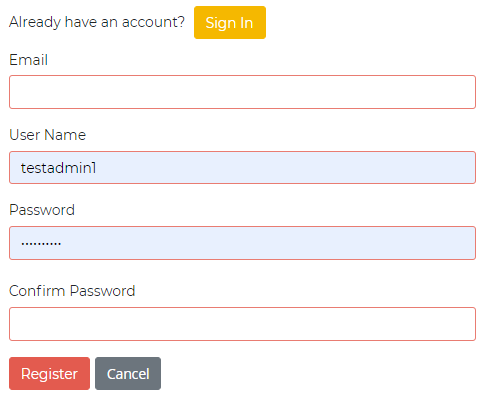 Already have an account? Sign In
Email
User Name
testadmin1
Password
··········
Confirm Password
Register Cancel